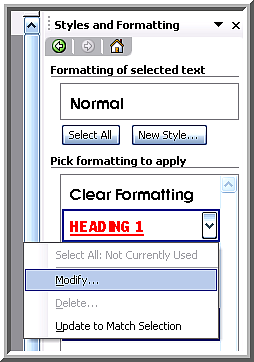 Styles and Formatting
Formatting of selected text
Normal
Select All New Style...
Pick formatting to apply
Clear Formatting
HEADING 1
Select All: Not Currently Used
Modify...
Delete...
Update to Match Selection